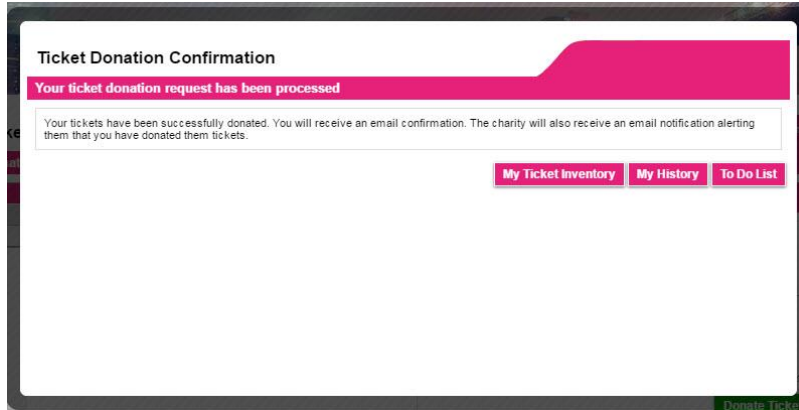 Ticket Donation Confirmation
Your ticket donation request has been processed
Your tickets have been successfully donated. You will receive an email confirmation. The charity will also receive an email notification alerting
them that you have donated them tickets.
My Ticket Inventory My History To Do List
Donate Ticke